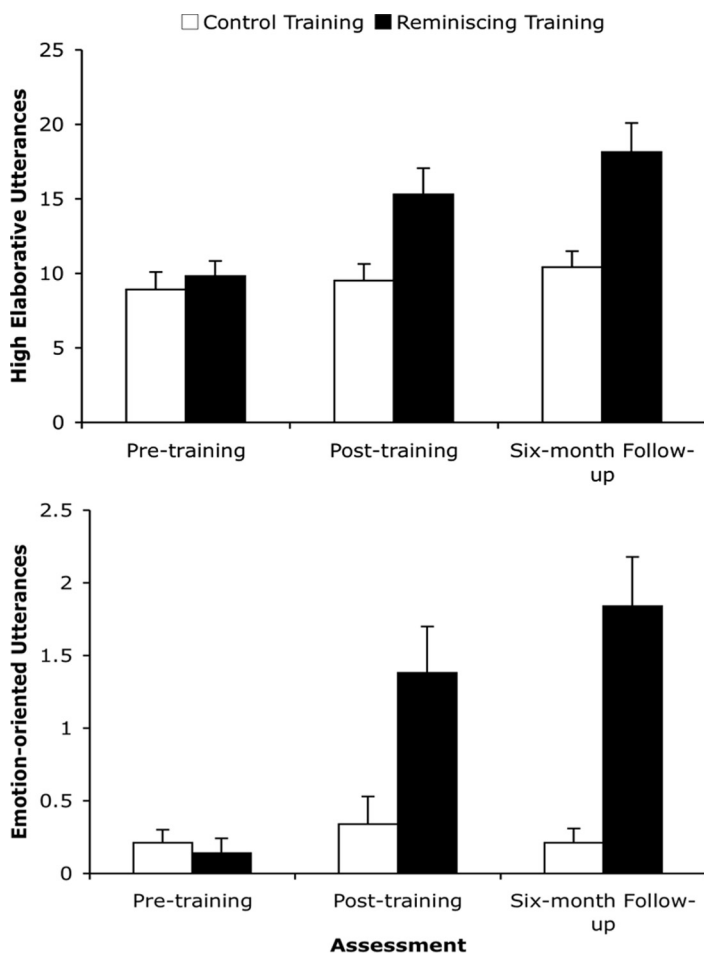 Control Training Reminiscing Training
25
20
15
10
5
0
High Elaborative Utterances
Pre-training Post-training Six-month Follow-
up
2.5
2
1.5
1
0.5
0
Emotion-oriented Utterances
Pre-training Post-training Six-month Follow-
up
Assessment